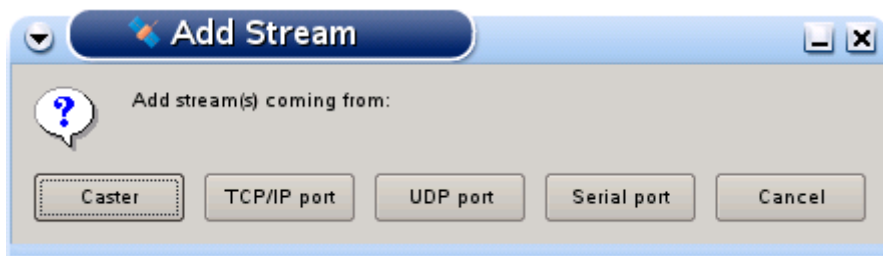 Add Stream
Add stream(s) coming from:
Caster TCP/IP port UDP port Serial port Cancel